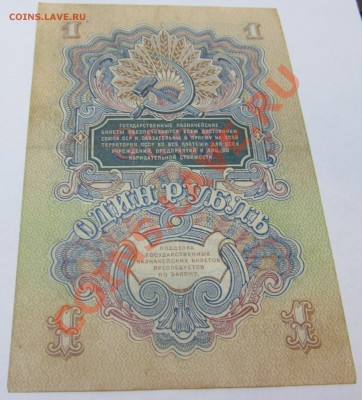 COINS.LAVE.RU
1 1
ГОСУДАРСТВЕННЫЕ КАЗНАЧЕЙСКИЕ
БИЛЕТЫ ОБЕСПЕЧИВАЮТСЯ ВСЕМ ДОСТОЯНИЕМ
СОЮЗА ССР И ОБЯЗАТЕЛЬНЫ К ПРИЕМУ НА ВСЕЙ
ТЕРРИТОРИИ СССР ВО ВСЕ ПЛАТЕЖИ ДЛЯ ВСЕХ
УЧРЕЖДЕНИЙ, ПРЕДПРИЯТИЙ И ЛИЦ ПО
НАРИЦАТЕЛЬНОЙ СТОИМОСТИ.
ОДИН РУБЛЬ
ПОДДЕЛКА
ГОСУДАРСТВЕННЫХ
КАЗНАЧЕЙСКИХ БИЛЕТОВ
ПРЕСЛЕДУЕТСЯ
ПО ЗАКОНУ.
1 1